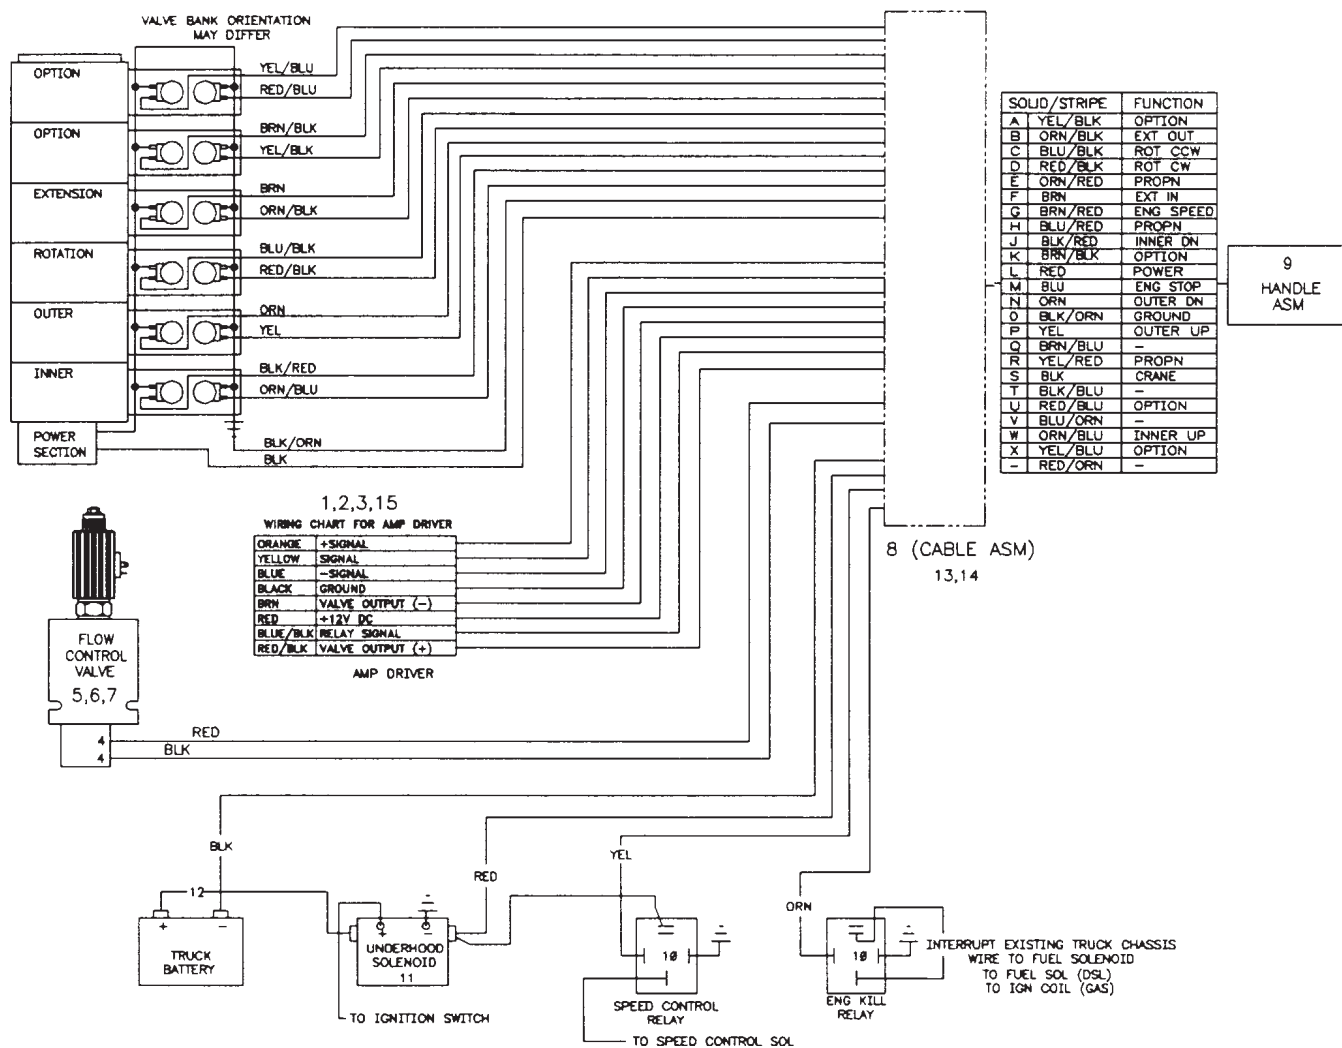 VALVE BANK ORIENTATION
MAY DIFFER
OPTION
YEL/BLU
RED/BLU
OPTION
BRN/BLK
YEL/BLK
EXTENSION
BRN
ORN/BLK
ROTATION
BLU/BLK
RED/BLK
OUTER
ORN
YEL
INNER
BLK/RED
ORN/BLU
POWER
SECTION
BLK/ORN
BLK
SOLID/STRIPE FUNCTION
A YEL/BLK OPTION
B ORN/BLK EXT OUT
C BLU/BLK ROT CCW
D RED/BLK ROT CW
E ORN/RED PROPN
F BRN EXT IN
G BRN/RED ENG SPEED
H BLU/RED PROPN
J BLK/RED INNER DN
K BRN/BLK OPTION
L RED POWER
M BLU ENG STOP
N ORN OUTER DN
O BLK/ORN GROUND
P YEL OUTER UP
Q BRN/BLU -
R YEL/RED PROPN
S BLK CRANE
T BLK/BLU -
U RED/BLU OPTION
V BLU/ORN -
W ORN/BLU INNER UP
X YEL/BLU OPTION
- RED/ORN -
9
HANDLE
ASM
8 (CABLE ASM)
13,14
1,2,3,15
WIRING CHART FOR AMP DRIVER
ORANGE +SIGNAL
YELLOW SIGNAL
BLUE -SIGNAL
BLACK GROUND
BRN VALVE OUTPUT (-)
RED +12V DC
BLUE/BLK RELAY SIGNAL
RED/BLK VALVE OUTPUT (+)
AMP DRIVER
FLOW
CONTROL
VALVE
5,6,7
4
4
RED
BLK
BLK
RED
YEL
ORN
12
+ -
TRUCK
BATTERY
+ -
UNDERHOOD
SOLENOID
11
TO IGNITION SWITCH
10
SPEED CONTROL
RELAY
TO SPEED CONTROL SOL
10
ENG KILL
RELAY
INTERRUPT EXISTING TRUCK CHASSIS
WIRE TO FUEL SOLENOID
TO FUEL SOL (DSL)
TO IGN COIL (GAS)